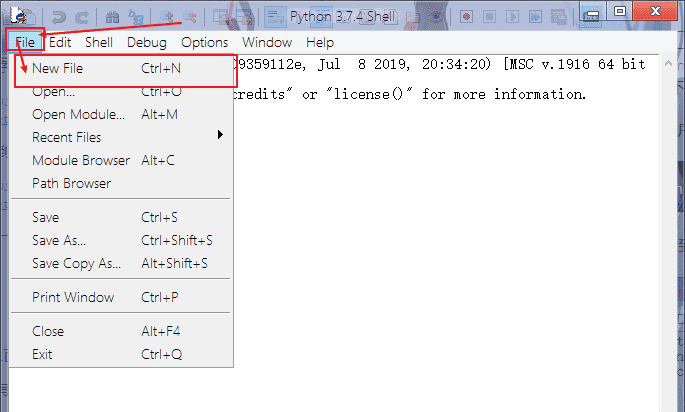 Python 3.7.4 Shell
File Edit Shell Debug Options Window Help
09359112e, Jul 8 2019, 20:34:20) [MSC v.1916 64 bit
credits" or "license()" for more information.
New File Ctrl+N
Open... Ctrl+O
Open Module... Alt+M
Recent Files
Module Browser Alt+C
Path Browser
Save Ctrl+S
Save As... Ctrl+Shift+S
Save Copy As... Alt+Shift+S
Print Window Ctrl+P
Close Alt+F4
Exit Ctrl+Q